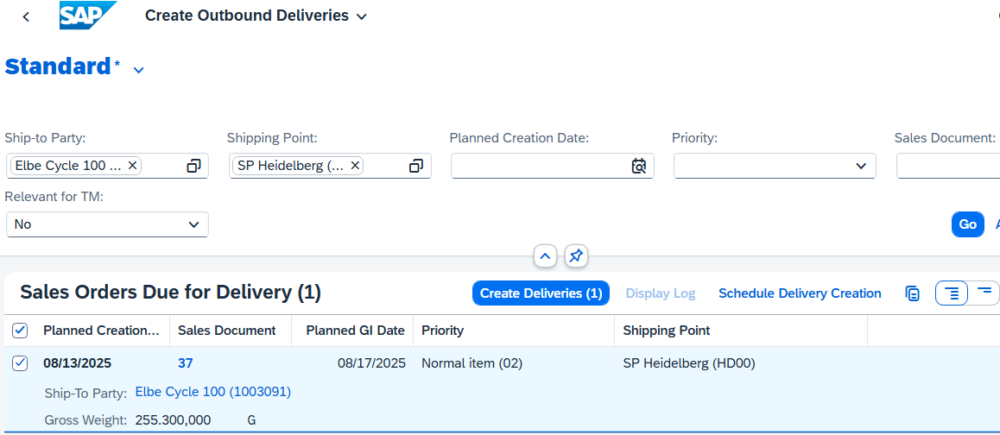 SAP Create Outbound Deliveries
Standard *
Ship-to Party: Shipping Point: Planned Creation Date: Priority: Sales Document:
Elbe Cycle 100 ... SP Heidelberg (...
Relevant for TM:
No
Go
Sales Orders Due for Delivery (1) Create Deliveries (1) Display Log Schedule Delivery Creation
Planned Creation... Sales Document Planned GI Date Priority Shipping Point
08/13/2025 37 08/17/2025 Normal item (02) SP Heidelberg (HD00)
Ship-To Party: Elbe Cycle 100 (1003091)
Gross Weight: 255.300,000 G